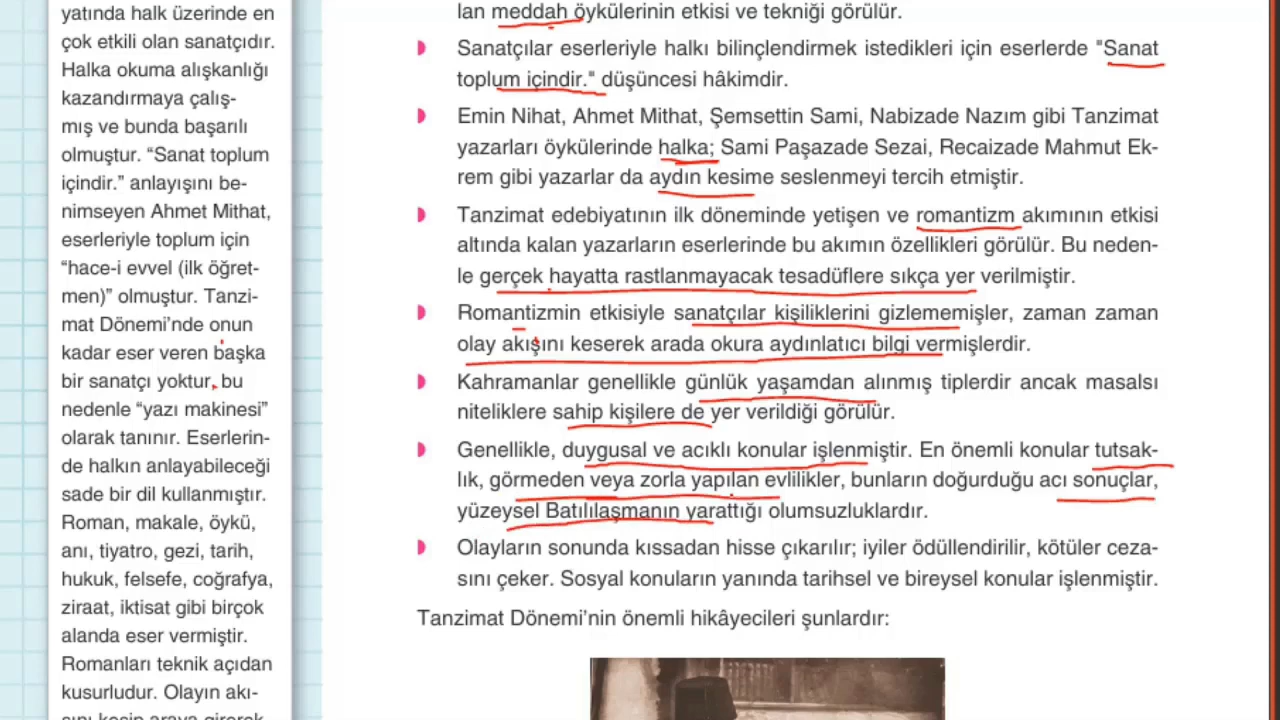 yatında halk üzerinde en
çok etkili olan sanatçıdır.
Halka okuma alışkanlığı
kazandırmaya çalış-
mış ve bunda başarılı
olmuştur. “Sanat toplum
içindir.” anlayışını be-
nimseyen Ahmet Mithat,
eserleriyle toplum için
“hace-i evvel (ilk öğret-
men)” olmuştur. Tanzi-
mat Dönemi’nde onun
kadar eser veren başka
bir sanatçı yoktur, bu
nedenle “yazı makinesi”
olarak tanınır. Eserlerin-
de halkın anlayabileceği
sade bir dil kullanmıştır.
Roman, makale, öykü,
anı, tiyatro, gezi, tarih,
hukuk, felsefe, coğrafya,
ziraat, iktisat gibi birçok
alanda eser vermiştir.
Romanları teknik açıdan
kusurludur. Olayın akı-
sını kesip araya girerek
lan meddah öykülerinin etkisi ve tekniği görülür.
Sanatçılar eserleriyle halkı bilinçlendirmek istedikleri için eserlerde "Sanat
toplum içindir." düşüncesi hâkimdir.
Emin Nihat, Ahmet Mithat, Şemsettin Sami, Nabizade Nazım gibi Tanzimat
yazarları öykülerinde halka; Sami Paşazade Sezai, Recaizade Mahmut Ek-
rem gibi yazarlar da aydın kesime seslenmeyi tercih etmiştir.
Tanzimat edebiyatının ilk döneminde yetişen ve romantizm akımının etkisi
altında kalan yazarların eserlerinde bu akımın özellikleri görülür. Bu neden-
le gerçek hayatta rastlanmayacak tesadüflere sıkça yer verilmiştir.
Romantizmin etkisiyle sanatçılar kişiliklerini gizlememişler, zaman zaman
olay akışını keserek arada okura aydınlatıcı bilgi vermişlerdir.
Kahramanlar genellikle günlük yaşamdan alınmış tiplerdir ancak masalsı
niteliklere sahip kişilere de yer verildiği görülür.
Genellikle, duygusal ve acıklı konular işlenmiştir. En önemli konular tutsak-
lık, görmeden veya zorla yapılan evlilikler, bunların doğurduğu acı sonuçlar,
yüzeysel Batılılaşmanın yarattığı olumsuzluklardır.
Olayların sonunda kıssadan hisse çıkarılır; iyiler ödüllendirilir, kötüler ceza-
sını çeker. Sosyal konuların yanında tarihsel ve bireysel konular işlenmiştir.
Tanzimat Dönemi’nin önemli hikâyecileri şunlardır: